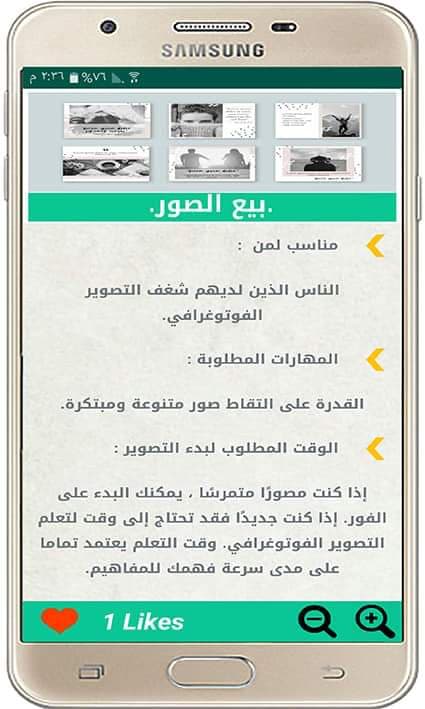 SAMSUNG
٢:٣٦ م
%٧٦
.بيع الصور.
مناسب لمن :
الناس الذين لديهم شغف التصوير
الفوتوغرافي.
المهارات المطلوبة :
القدرة على التقاط صور متنوعة ومبتكرة.
الوقت المطلوب لبدء التصوير :
إذا كنت مصورًا متمرسًا ، يمكنك البدء على
الفور. إذا كنت جديدًا فقد تحتاج إلى وقت لتعلم
التصوير الفوتوغرافي. وقت التعلم يعتمد تماما
على مدى سرعة فهمك للمفاهيم.
1 Likes